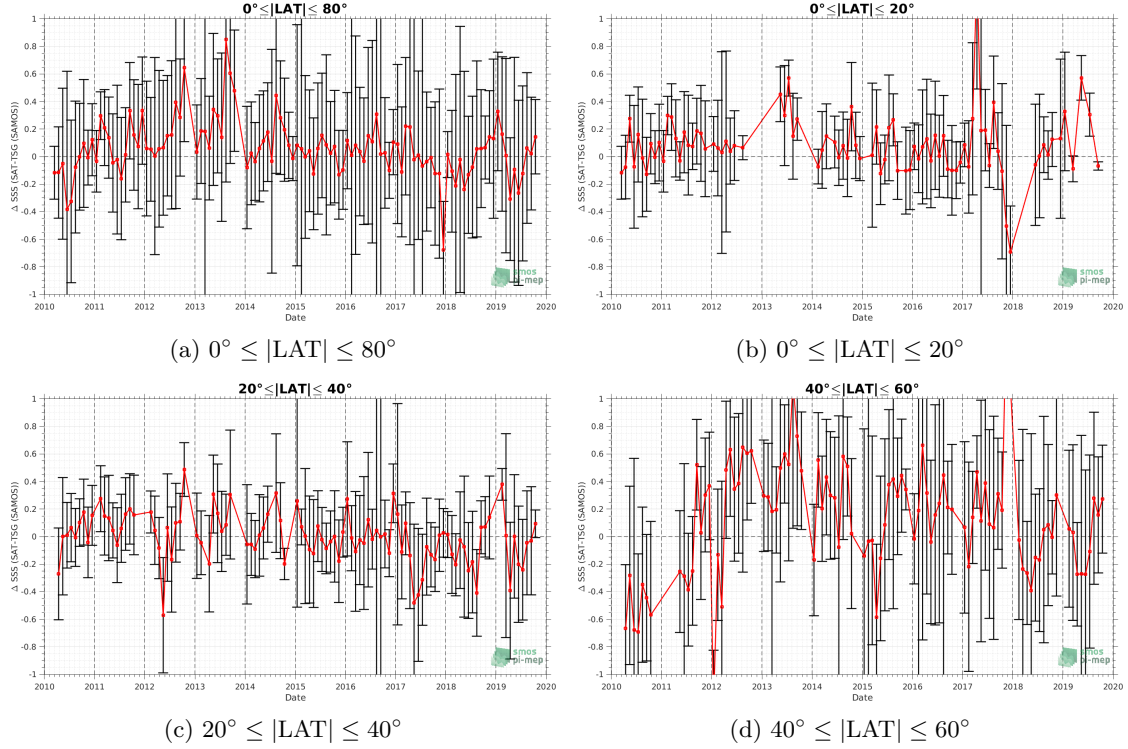 0°≤|LAT|≤ 80°
Δ SSS (SAT-TSG (SAMOS))
1
0.8
0.6
0.4
0.2
0
-0.2
-0.4
-0.6
-0.8
-1
2010 2011 2012 2013 2014 2015 2016 2017 2018 2019 2020
Date
smos
pi-mep
(a) 0° ≤ |LAT| ≤ 80°
0°≤|LAT|≤ 20°
Δ SSS (SAT-TSG (SAMOS))
1
0.8
0.6
0.4
0.2
0
-0.2
-0.4
-0.6
-0.8
-1
2010 2011 2012 2013 2014 2015 2016 2017 2018 2019 2020
Date
smos
pi-mep
(b) 0° ≤ |LAT| ≤ 20°
20°≤|LAT|≤ 40°
Δ SSS (SAT-TSG (SAMOS))
1
0.8
0.6
0.4
0.2
0
-0.2
-0.4
-0.6
-0.8
-1
2010 2011 2012 2013 2014 2015 2016 2017 2018 2019 2020
Date
smos
pi-mep
(c) 20° ≤ |LAT| ≤ 40°
40°≤|LAT|≤ 60°
Δ SSS (SAT-TSG (SAMOS))
1
0.8
0.6
0.4
0.2
0
-0.2
-0.4
-0.6
-0.8
-1
2010 2011 2012 2013 2014 2015 2016 2017 2018 2019 2020
Date
smos
pi-mep
(d) 40° ≤ |LAT| ≤ 60°